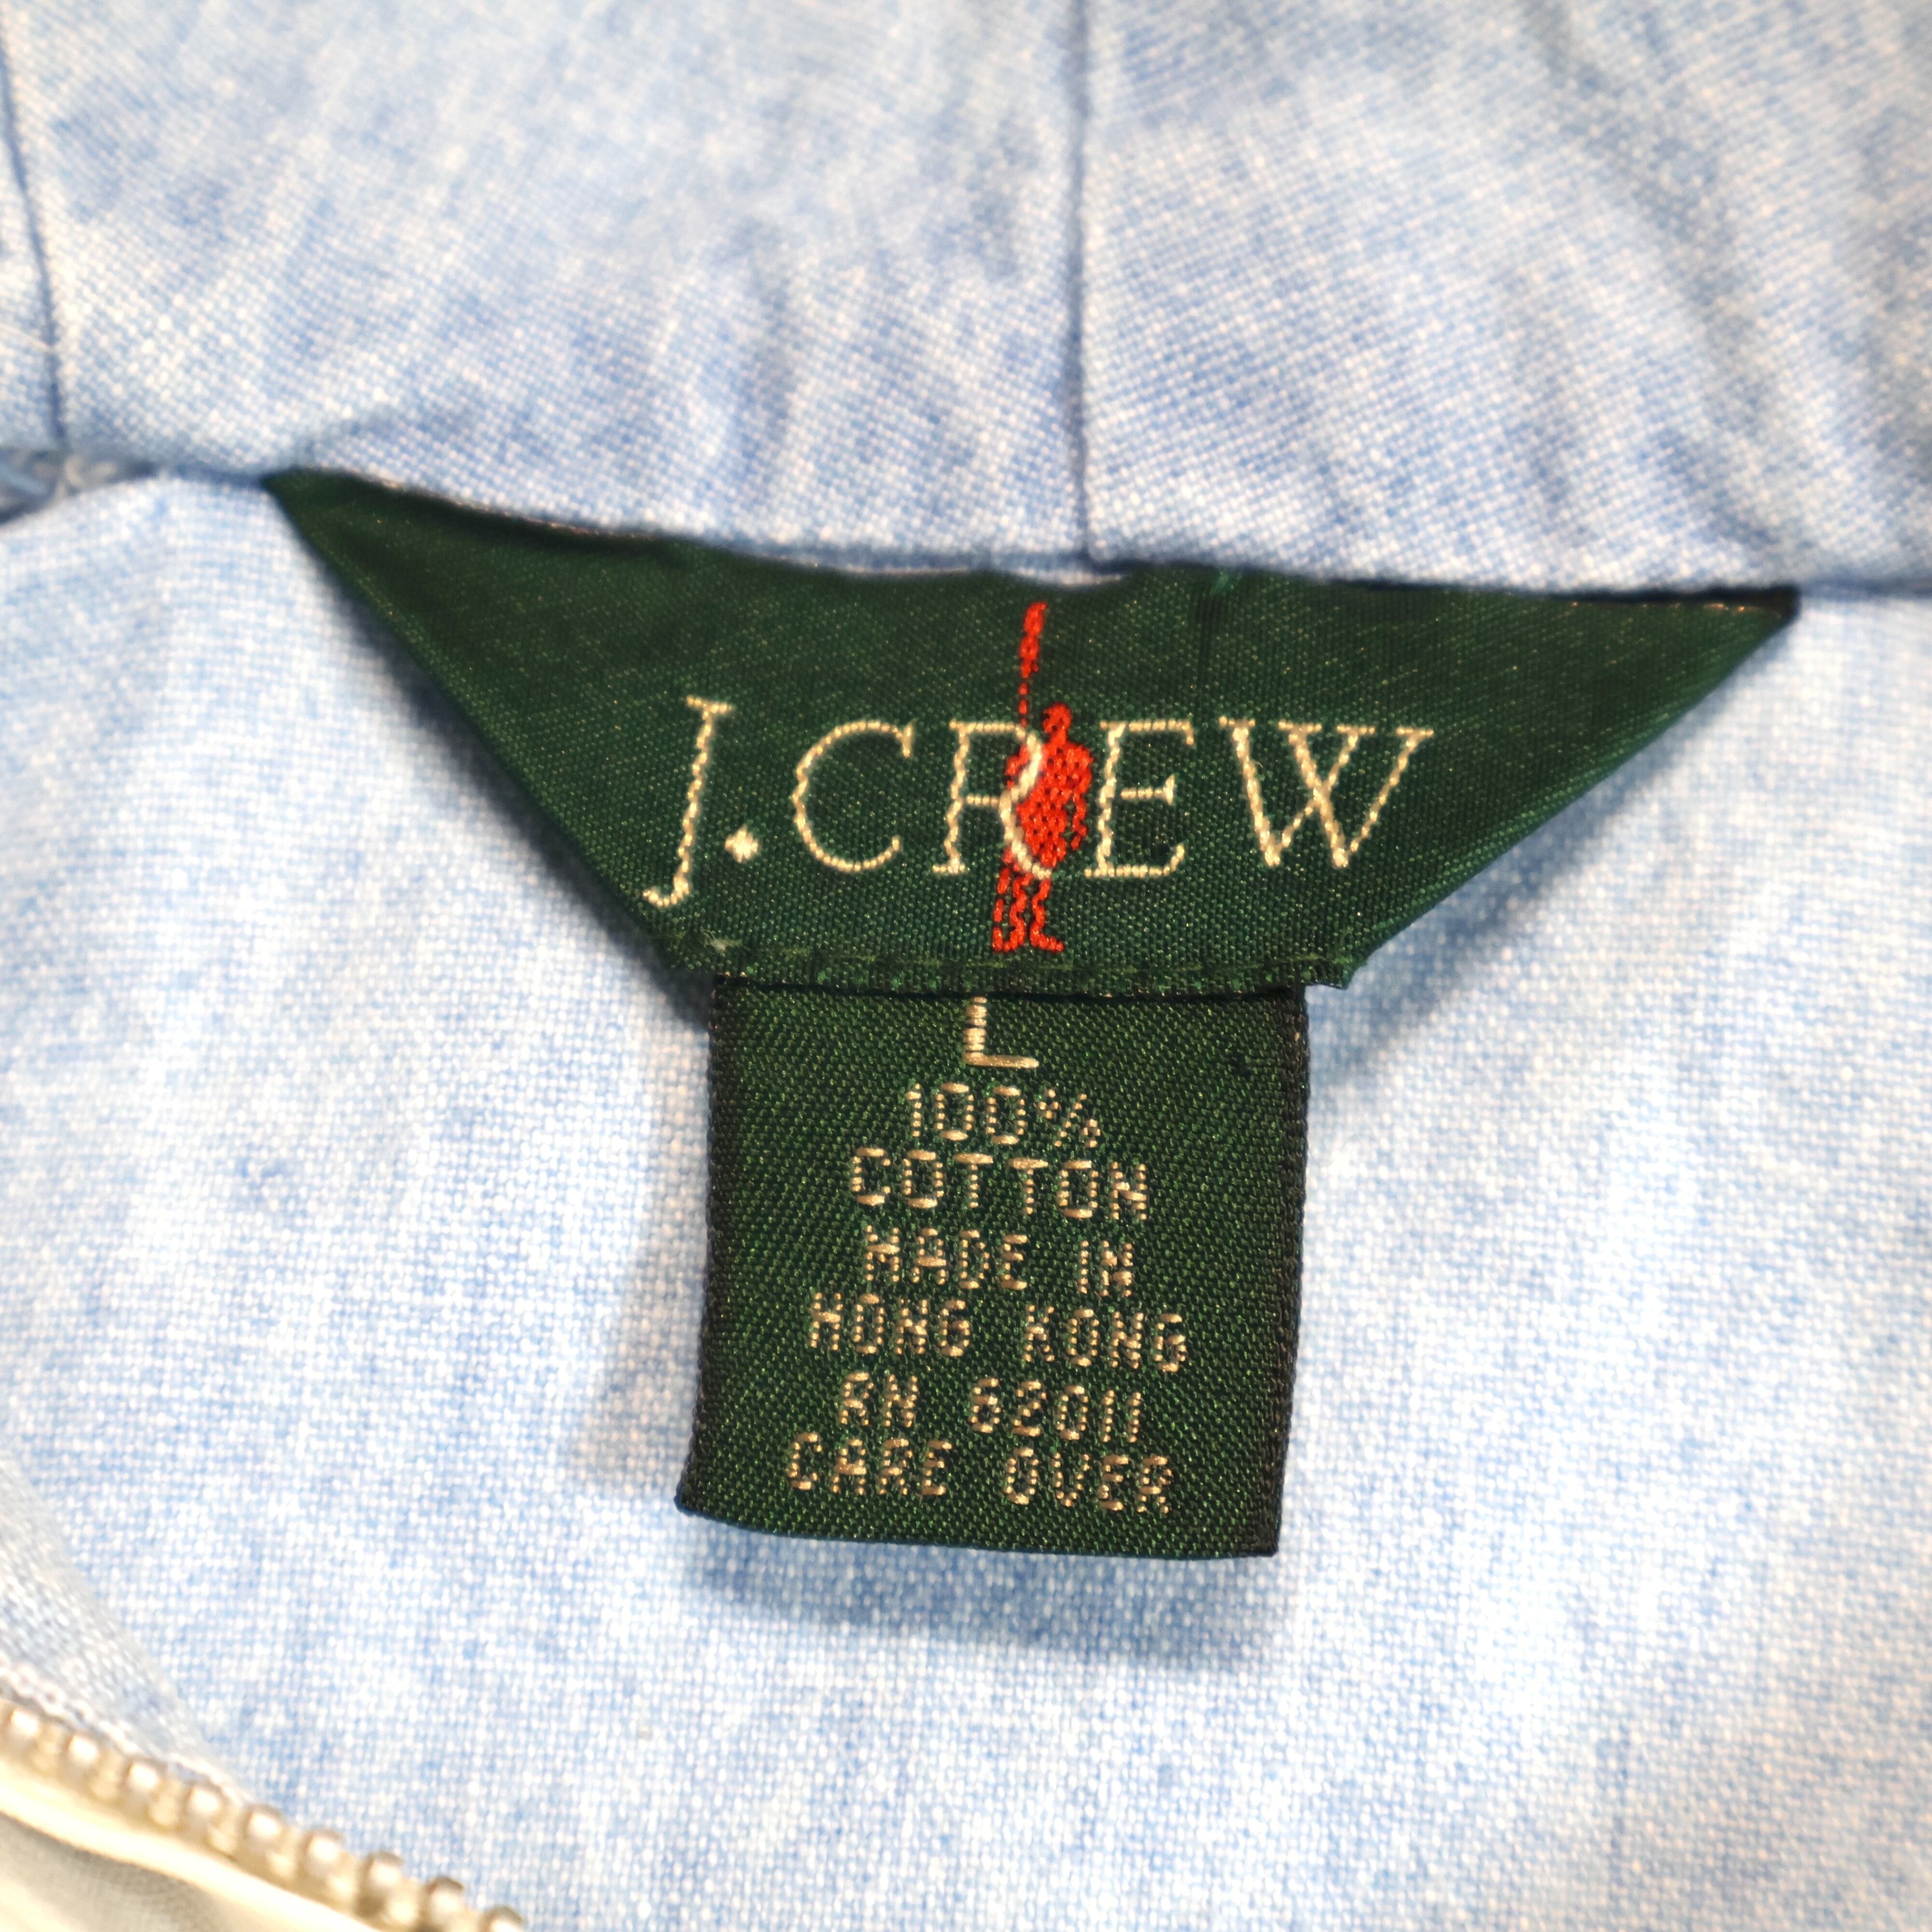 J.CREW
L
100%
COTTON
MADE IN
HONG KONG
RN 62011
CARE OVER